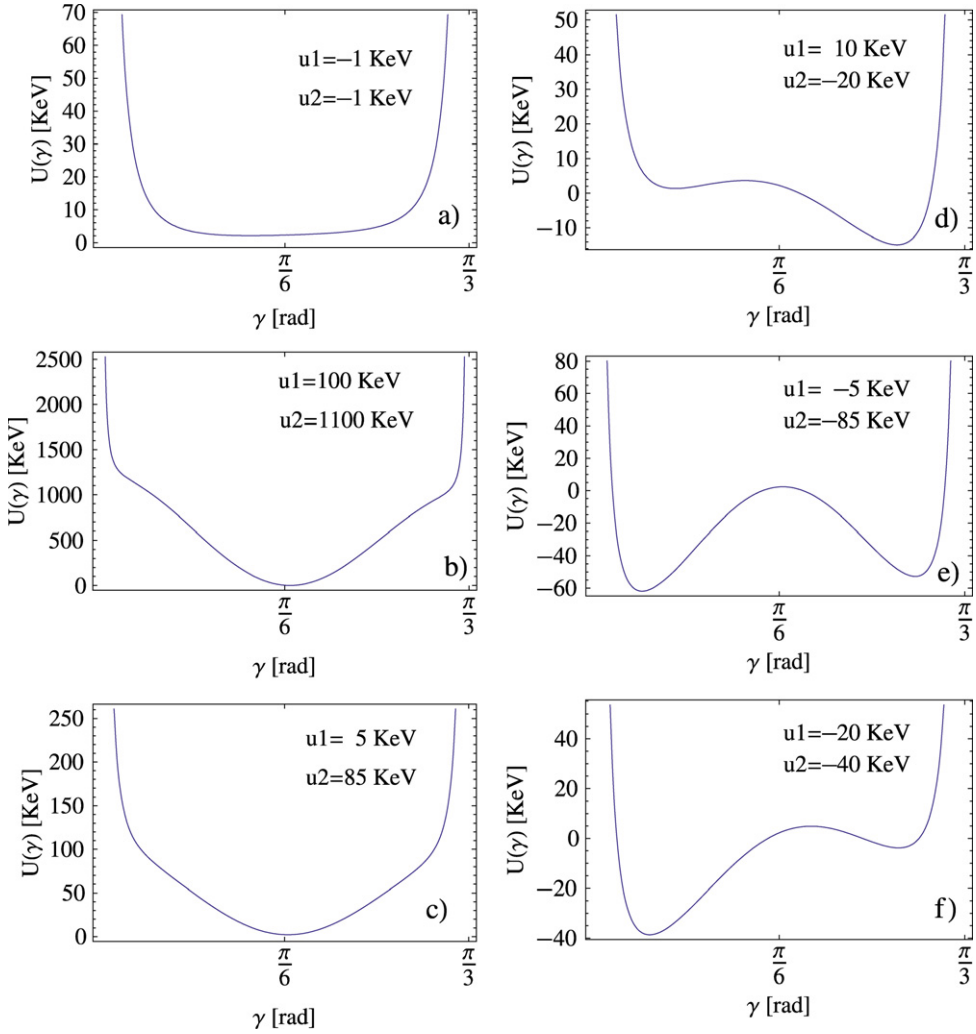 70
60
50
40
30
20
10
0
U(γ) [KeV]
u1=−1 KeV
u2=−1 KeV
a)
π/6
π/3
γ [rad]
50
40
30
20
10
0
−10
U(γ) [KeV]
u1= 10 KeV
u2=−20 KeV
d)
π/6
π/3
γ [rad]
2500
2000
1500
1000
500
0
U(γ) [KeV]
u1=100 KeV
u2=1100 KeV
b)
π/6
π/3
γ [rad]
80
60
40
20
0
−20
−40
−60
U(γ) [KeV]
u1= −5 KeV
u2=−85 KeV
e)
π/6
π/3
γ [rad]
250
200
150
100
50
0
U(γ) [KeV]
u1= 5 KeV
u2=85 KeV
c)
π/6
π/3
γ [rad]
40
20
0
−20
−40
U(γ) [KeV]
u1=−20 KeV
u2=−40 KeV
f)
π/6
π/3
γ [rad]